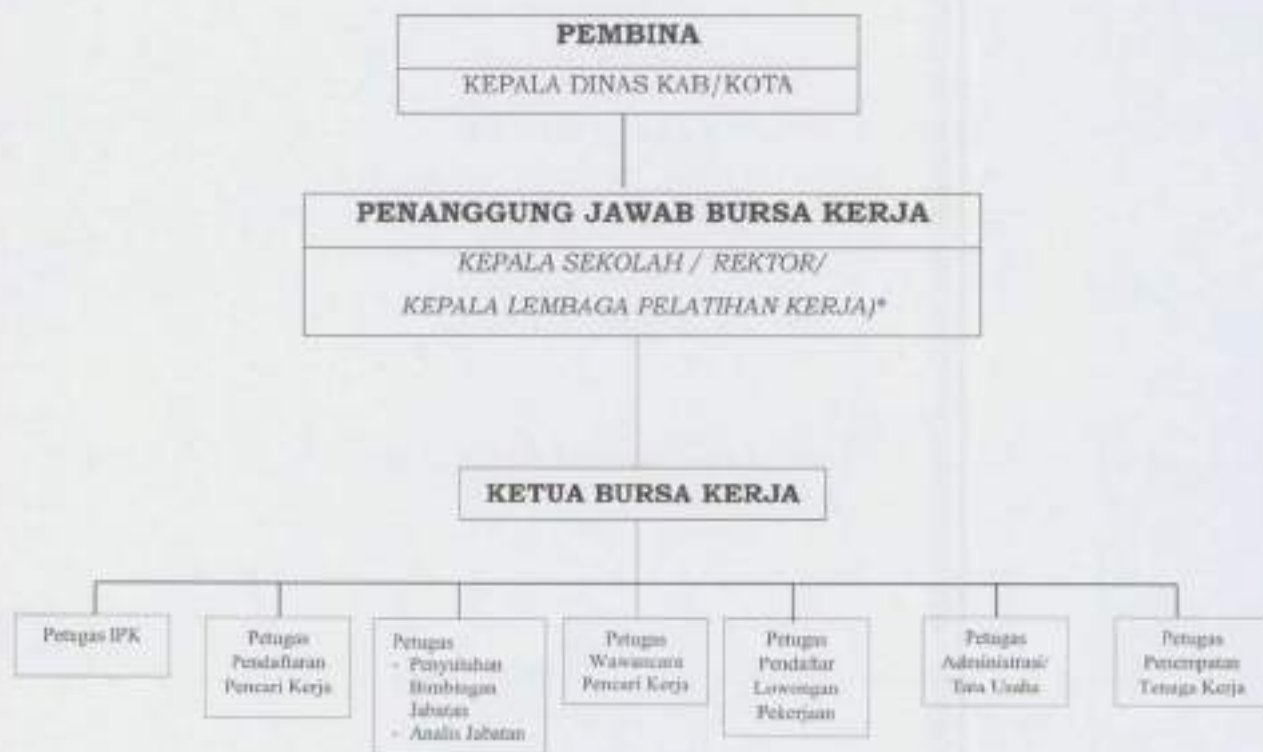 PEMBINA
KEPALA DINAS KAB/KOTA
PENANGGUNG JAWAB BURSA KERJA
KEPALA SEKOLAH / REKTOR/
KEPALA LEMBAGA PELATIHAN KERJA)*
KETUA BURSA KERJA
Petugas IPK
Petugas
Pendaftaran
Pencari Kerja
Petugas
- Penyuluhan
Bimbingan
Jabatan
- Analis Jabatan
Petugas
Wawancara
Pencari Kerja
Petugas
Pendaftar
Lowongan
Pekerjaan
Petugas
Administrasi/
Tata Usaha
Petugas
Penempatan
Tenaga Kerja